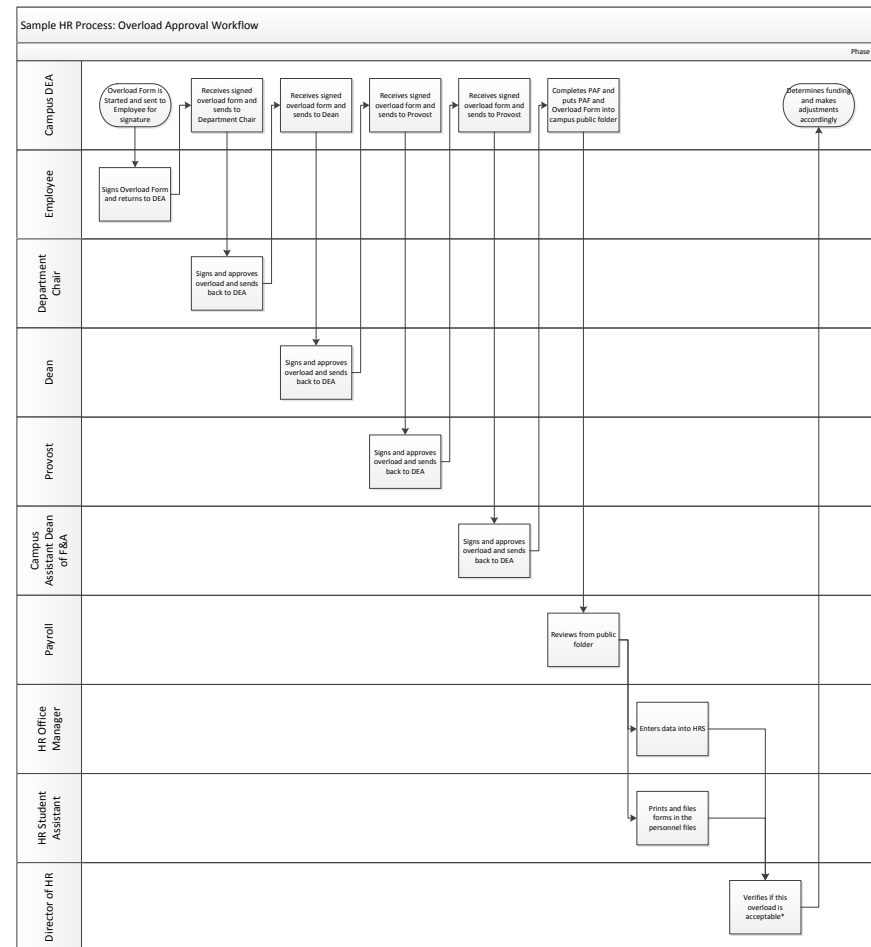 Sample HR Process: Overload Approval Workflow
Phase
Campus DEA
Overload Form is
Started and sent to
Employee for
signature
Receives signed
overload form and
sends to
Department Chair
Receives signed
overload form and
sends to Dean
Receives signed
overload form and
sends to Provost
Receives signed
overload form and
sends to Provost
Completes PAF and
puts PAF and
Overload Form into
campus public folder
Determines funding
and makes
adjustments
accordingly
Employee
Signs Overload Form
and returns to DEA
Department
Chair
Signs and approves
overload and sends
back to DEA
Dean
Signs and approves
overload and sends
back to DEA
Provost
Signs and approves
overload and sends
back to DEA
Campus
Assistant Dean
of F&A
Signs and approves
overload and sends
back to DEA
Payroll
Reviews from public
folder
HR Office
Manager
Enters data into HRS
HR Student
Assistant
Prints and files
forms in the
personnel files
Director of HR
Verifies if this
overload is
acceptable*